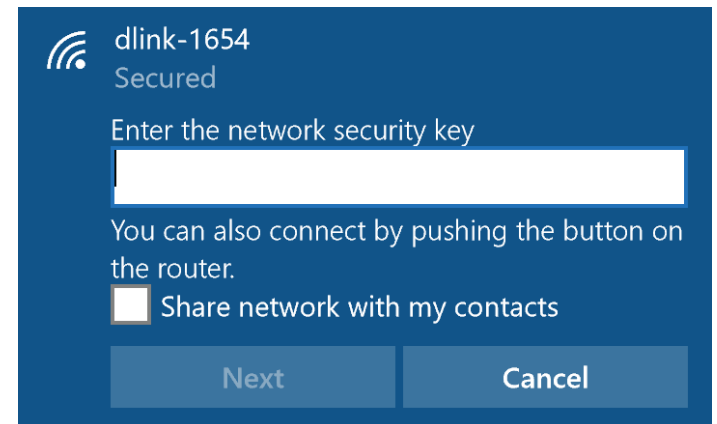 dlink-1654
Secured
Enter the network security key
You can also connect by pushing the button on
the router.
Share network with my contacts
Next
Cancel